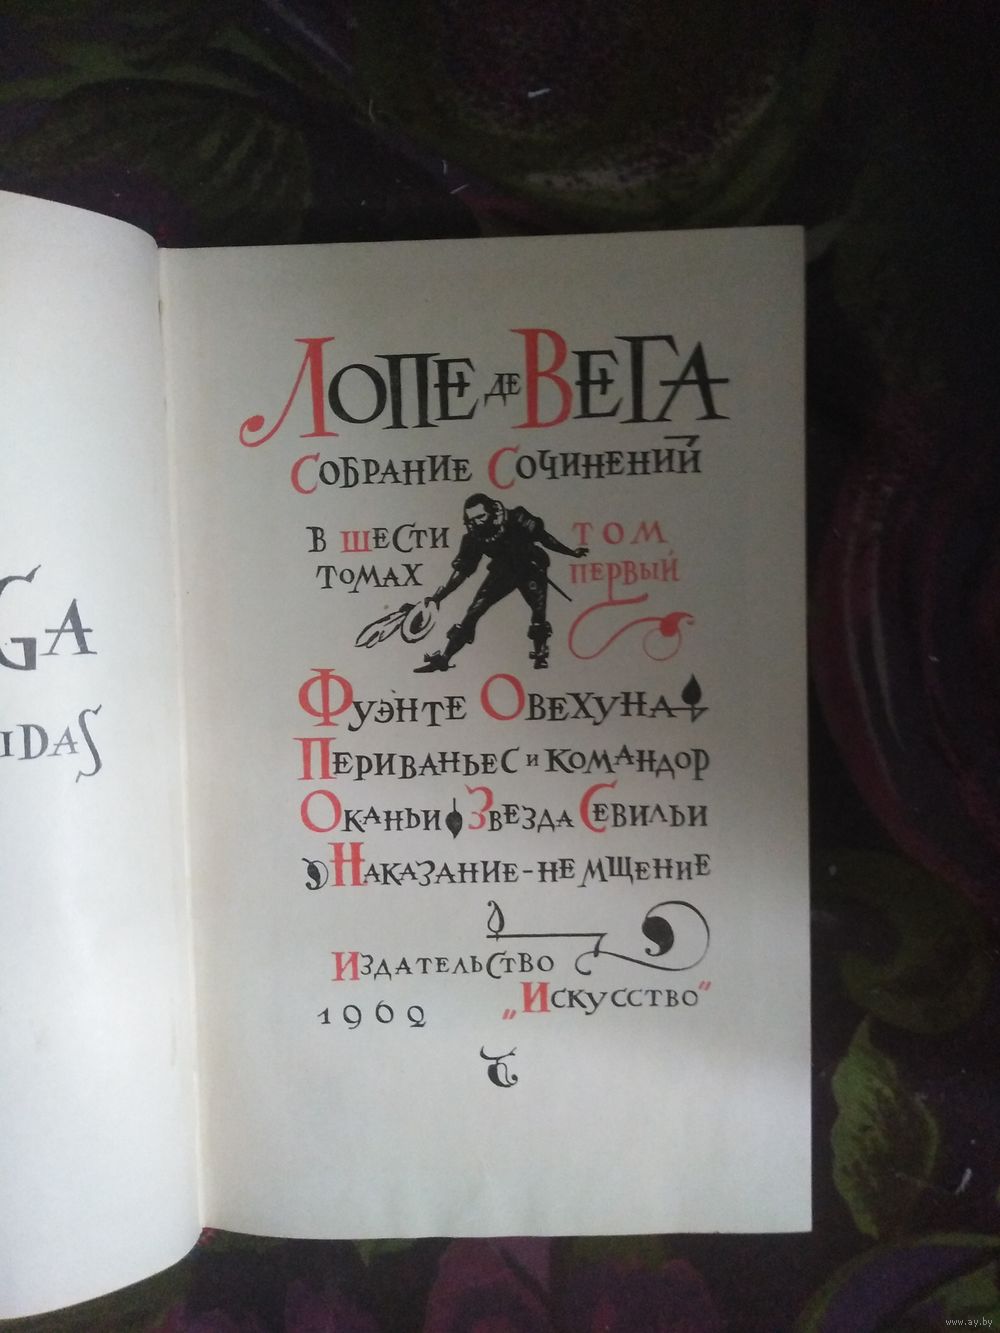 GA
IDAS
Лопе де Вега
Собрание Сочинений
в шести
томах
том
первый
Фуэнте Овехуна
Периваньес и командор
Оканьи Звезда Севильи
Наказание-не мщение
Издательство
„Искусство"
1962
www.ay.by